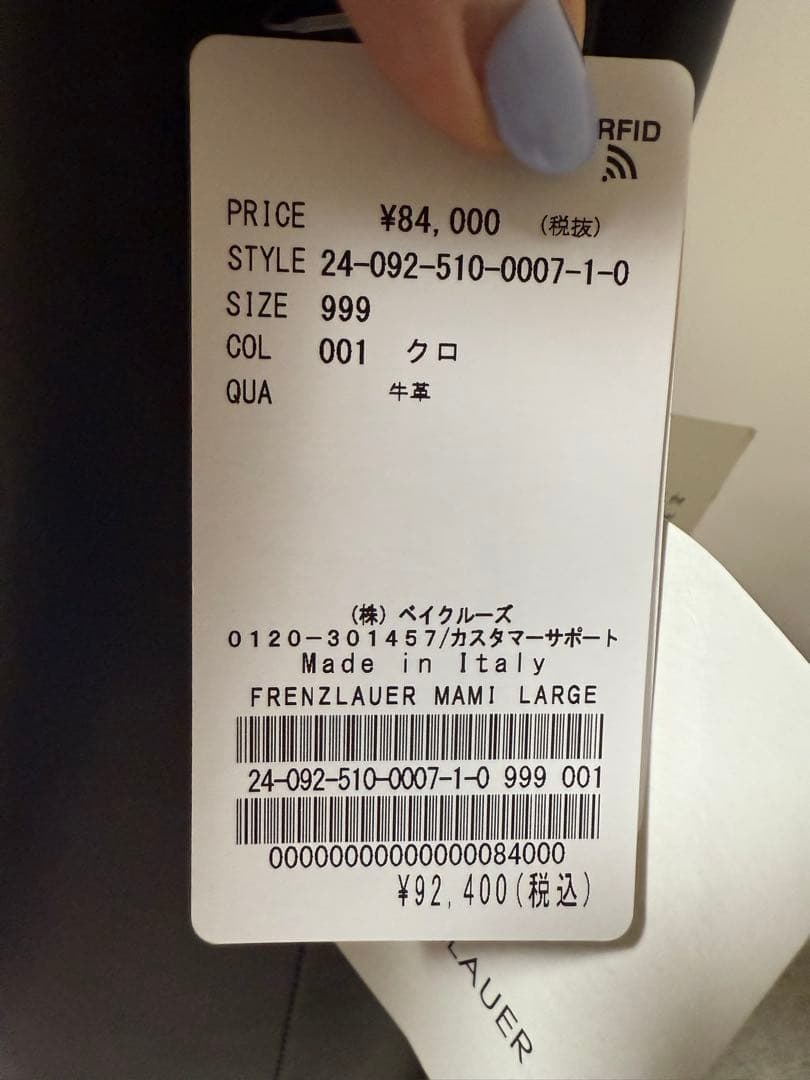 RFID
PRICE ¥84,000 (税抜)
STYLE 24-092-510-0007-1-0
SIZE 999
COL 001 クロ
QUA 牛革
(株) ベイクルーズ
0120-301457/カスタマーサポート
Made in Italy
FRENZLAUER MAMI LARGE
24-092-510-0007-1-0 999 001
00000000000000084000
¥92,400(税込)
LAUER